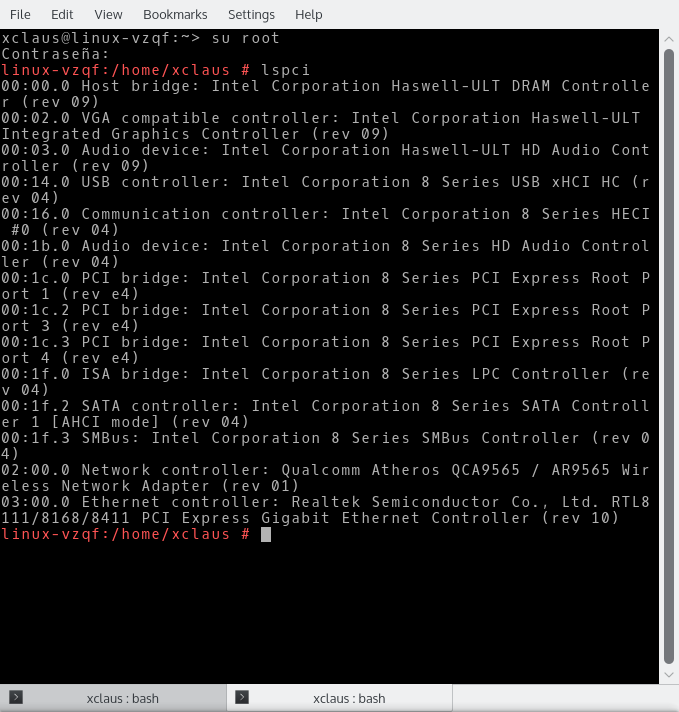 File Edit View Bookmarks Settings Help
xclaus@linux-vzqf:~> su root
Contraseña:
linux-vzqf:/home/xclaus # lspci
00:00.0 Host bridge: Intel Corporation Haswell-ULT DRAM Controlle
r (rev 09)
00:02.0 VGA compatible controller: Intel Corporation Haswell-ULT
Integrated Graphics Controller (rev 09)
00:03.0 Audio device: Intel Corporation Haswell-ULT HD Audio Cont
roller (rev 09)
00:14.0 USB controller: Intel Corporation 8 Series USB xHCI HC (r
ev 04)
00:16.0 Communication controller: Intel Corporation 8 Series HECI
 #0 (rev 04)
00:1b.0 Audio device: Intel Corporation 8 Series HD Audio Control
ler (rev 04)
00:1c.0 PCI bridge: Intel Corporation 8 Series PCI Express Root P
ort 1 (rev e4)
00:1c.2 PCI bridge: Intel Corporation 8 Series PCI Express Root P
ort 3 (rev e4)
00:1c.3 PCI bridge: Intel Corporation 8 Series PCI Express Root P
ort 4 (rev e4)
00:1f.0 ISA bridge: Intel Corporation 8 Series LPC Controller (re
v 04)
00:1f.2 SATA controller: Intel Corporation 8 Series SATA Controll
er 1 [AHCI mode] (rev 04)
00:1f.3 SMBus: Intel Corporation 8 Series SMBus Controller (rev 0
4)
02:00.0 Network controller: Qualcomm Atheros QCA9565 / AR9565 Wir
eless Network Adapter (rev 01)
03:00.0 Ethernet controller: Realtek Semiconductor Co., Ltd. RTL8
111/8168/8411 PCI Express Gigabit Ethernet Controller (rev 10)
linux-vzqf:/home/xclaus #
xclaus : bash xclaus : bash